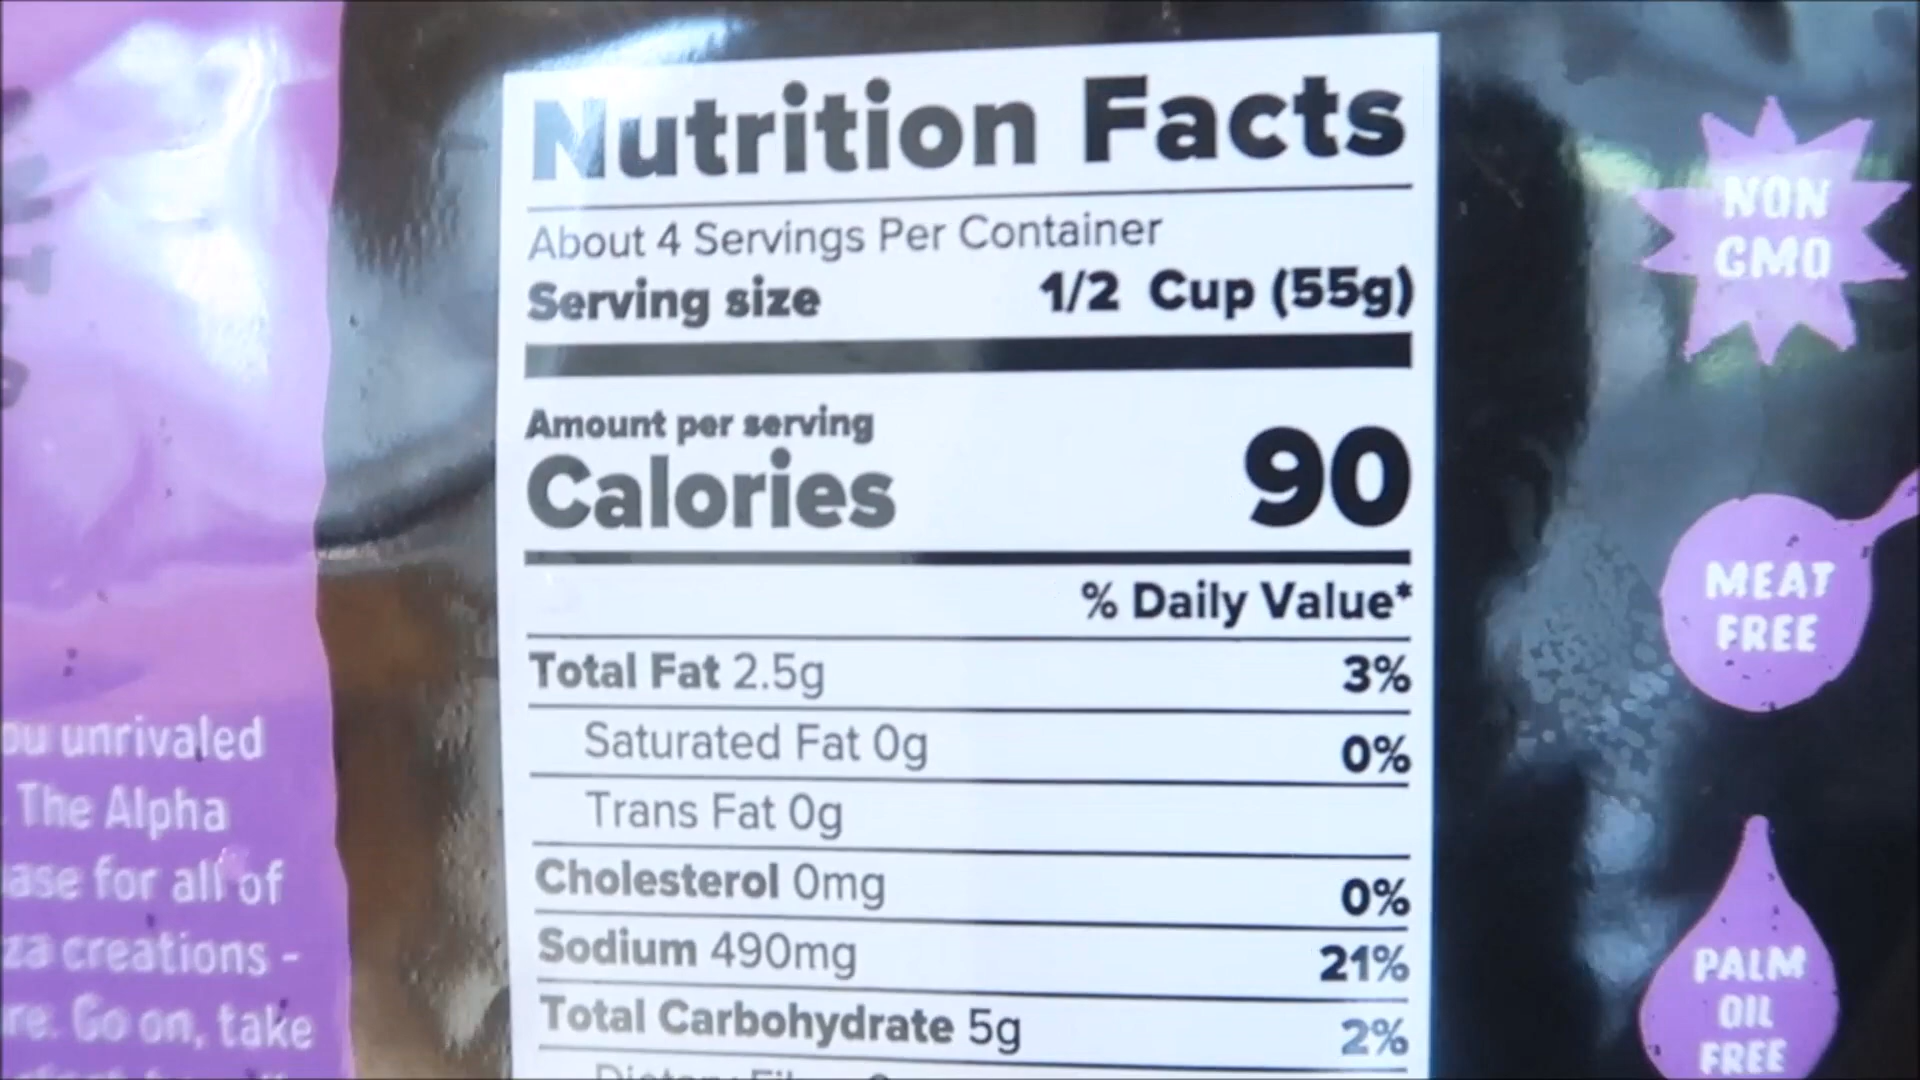 Nutrition Facts
About 4 Servings Per Container
Serving size 1/2 Cup (55g)
Amount per serving
Calories 90
% Daily Value*
Total Fat 2.5g 3%
Saturated Fat 0g 0%
Trans Fat 0g
Cholesterol 0mg 0%
Sodium 490mg 21%
Total Carbohydrate 5g 2%
NON
GMO
MEAT
FREE
PALM
OIL
FREE
unrivaled
The Alpha
for all of
creations -
Go on, take